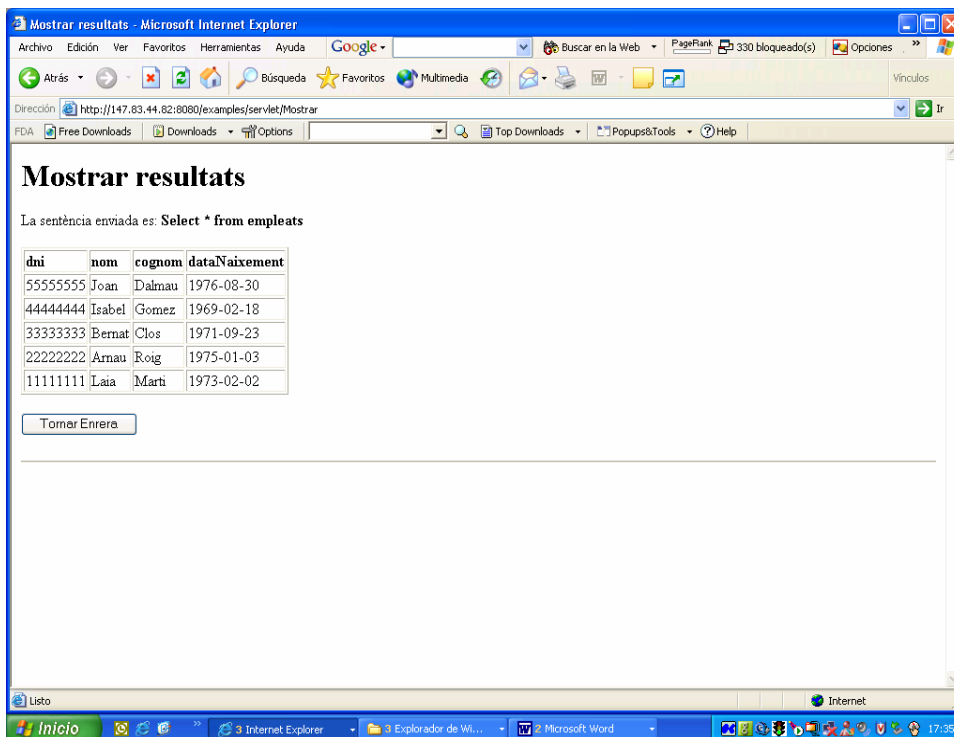 Mostrar resultats - Microsoft Internet Explorer
Archivo Edición Ver Favoritos Herramientas Ayuda Google Buscar en la Web PageRank 330 bloqueado(s) Opciones »
Atrás Búsqueda Favoritos Multimedia Vínculos
Dirección http://147.83.44.82:8080/examples/servlet/Mostrar Ir
FDA Free Downloads Downloads Options Top Downloads Popups&Tools Help
Mostrar resultats
La sentència enviada es: Select * from empleats
dni nom cognom dataNaixement
55555555 Joan Dalmau 1976-08-30
44444444 Isabel Gomez 1969-02-18
33333333 Bernat Clos 1971-09-23
22222222 Arnau Roig 1975-01-03
11111111 Laia Marti 1973-02-02
Tornar Enrera
Listo Internet
Inicio » 3 Internet Explorer 3 Explorador de Wi... 2 Microsoft Word 17:35